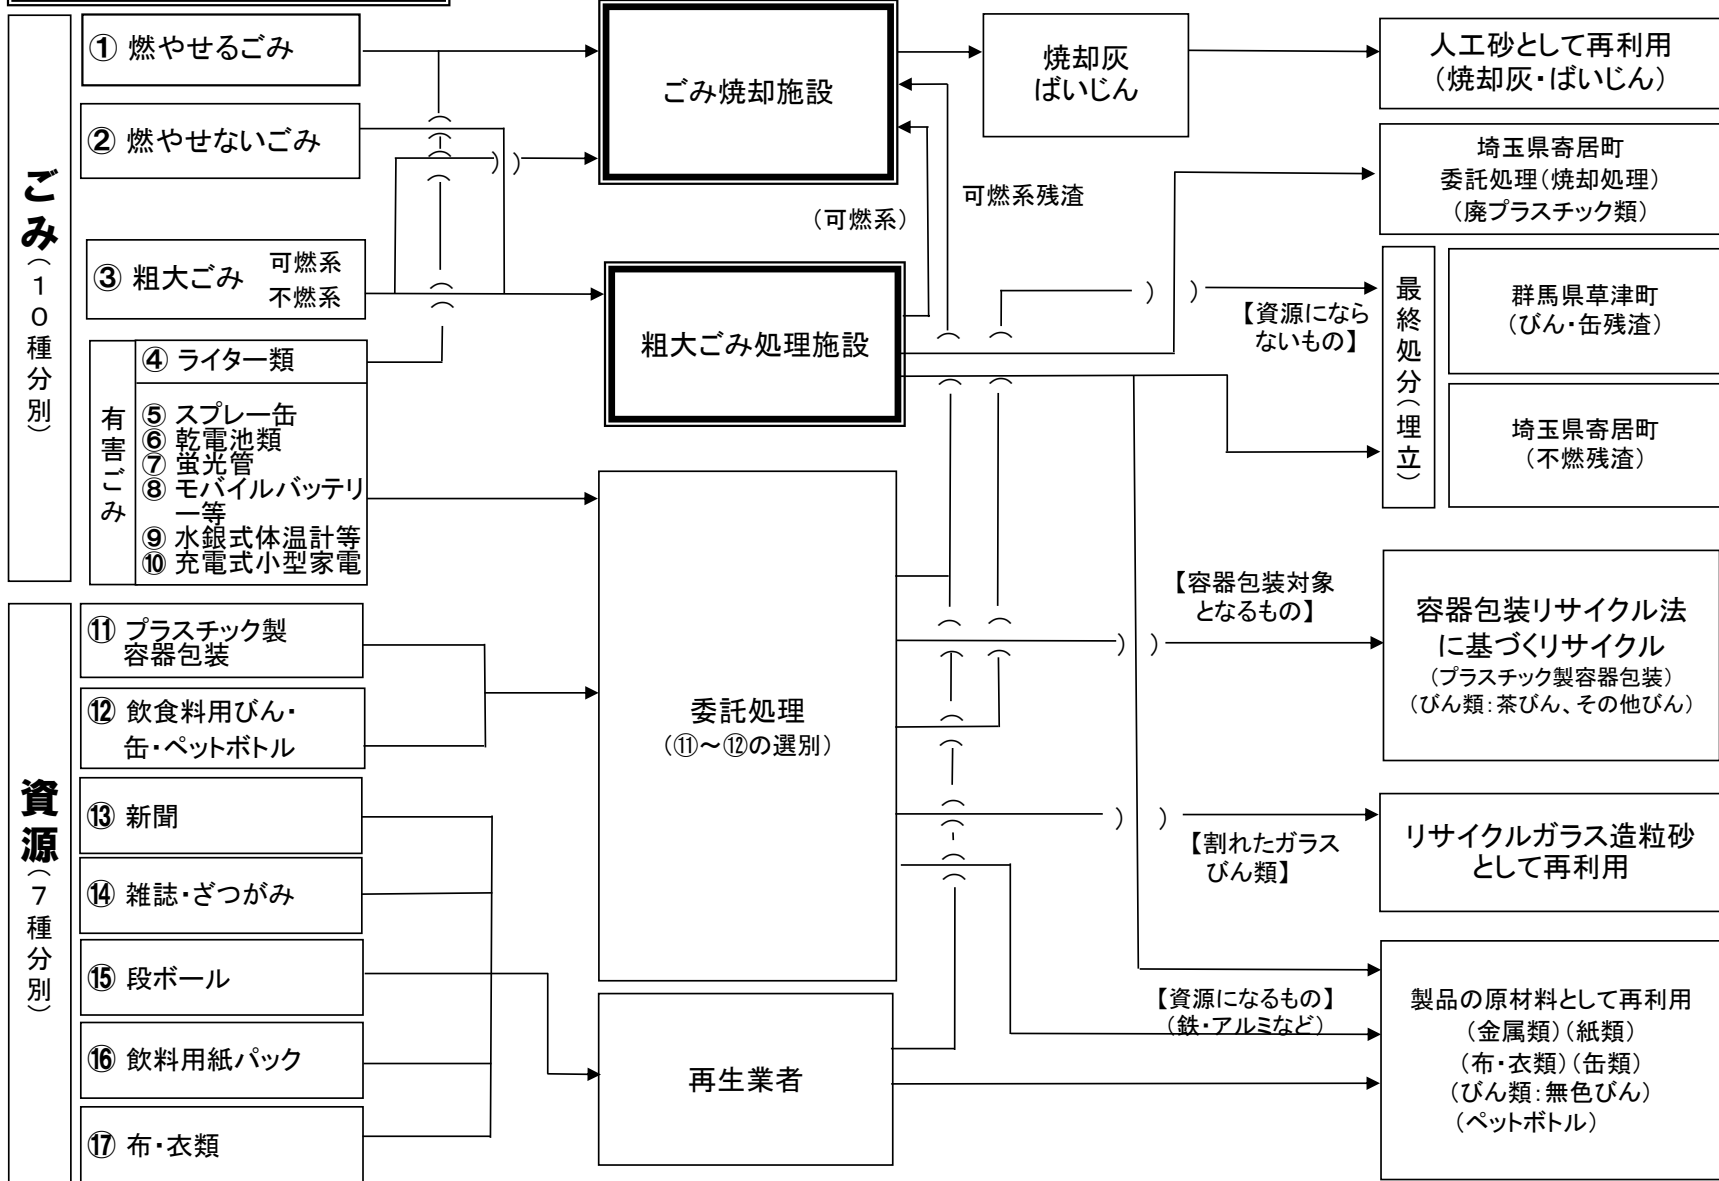 ごみ（10種分別）
① 燃やせるごみ
② 燃やせないごみ
③ 粗大ごみ
可燃系
不燃系
有害ごみ
④ ライター類
⑤ スプレー缶
⑥ 乾電池類
⑦ 蛍光管
⑧ モバイルバッテリ
ー等
⑨ 水銀式体温計等
⑩ 充電式小型家電
資源（7種分別）
⑪ プラスチック製
容器包装
⑫ 飲食料用びん・
缶・ペットボトル
⑬ 新聞
⑭ 雑誌・ざつがみ
⑮ 段ボール
⑯ 飲料用紙パック
⑰ 布・衣類
ごみ焼却施設
（可燃系）
可燃系残渣
粗大ごみ処理施設
委託処理
（⑪～⑫の選別）
再生業者
焼却灰
ばいじん
【資源になら
ないもの】
【容器包装対象
となるもの】
【割れたガラス
びん類】
【資源になるもの】
（鉄・アルミなど）
人工砂として再利用
（焼却灰・ばいじん）
埼玉県寄居町
委託処理（焼却処理）
（廃プラスチック類）
最終処分（埋立）
群馬県草津町
（びん・缶残渣）
埼玉県寄居町
（不燃残渣）
容器包装リサイクル法
に基づくリサイクル
（プラスチック製容器包装）
（びん類：茶びん、その他びん）
リサイクルガラス造粒砂
として再利用
製品の原材料として再利用
（金属類）（紙類）
（布・衣類）（缶類）
（びん類：無色びん）
（ペットボトル）